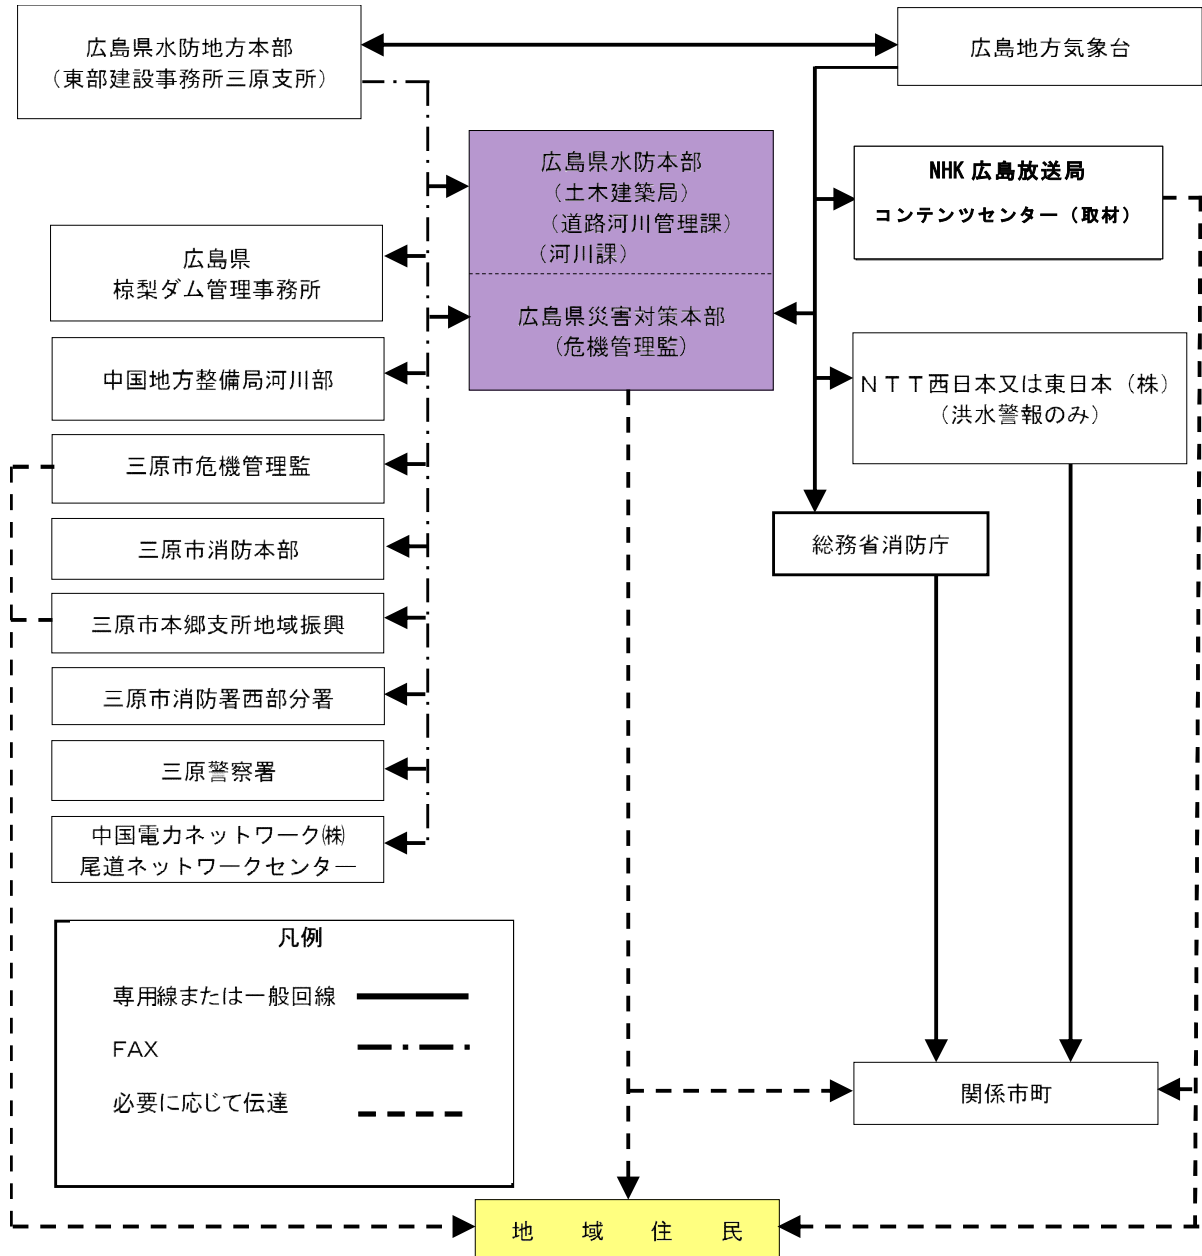 広島県水防地方本部
（東部建設事務所三原支所）
広島地方気象台
広島県水防本部
（土木建築局）
（道路河川管理課）
（河川課）
広島県災害対策本部
（危機管理監）
NHK 広島放送局
コンテンツセンター（取材）
広島県
椋梨ダム管理事務所
中国地方整備局河川部
ＮＴＴ西日本又は東日本（株）
（洪水警報のみ）
三原市危機管理監
三原市消防本部
総務省消防庁
三原市本郷支所地域振興
三原市消防署西部分署
三原警察署
中国電力ネットワーク㈱
尾道ネットワークセンター
凡例
専用線または一般回線
FAX
必要に応じて伝達
関係市町
地　域　住　民